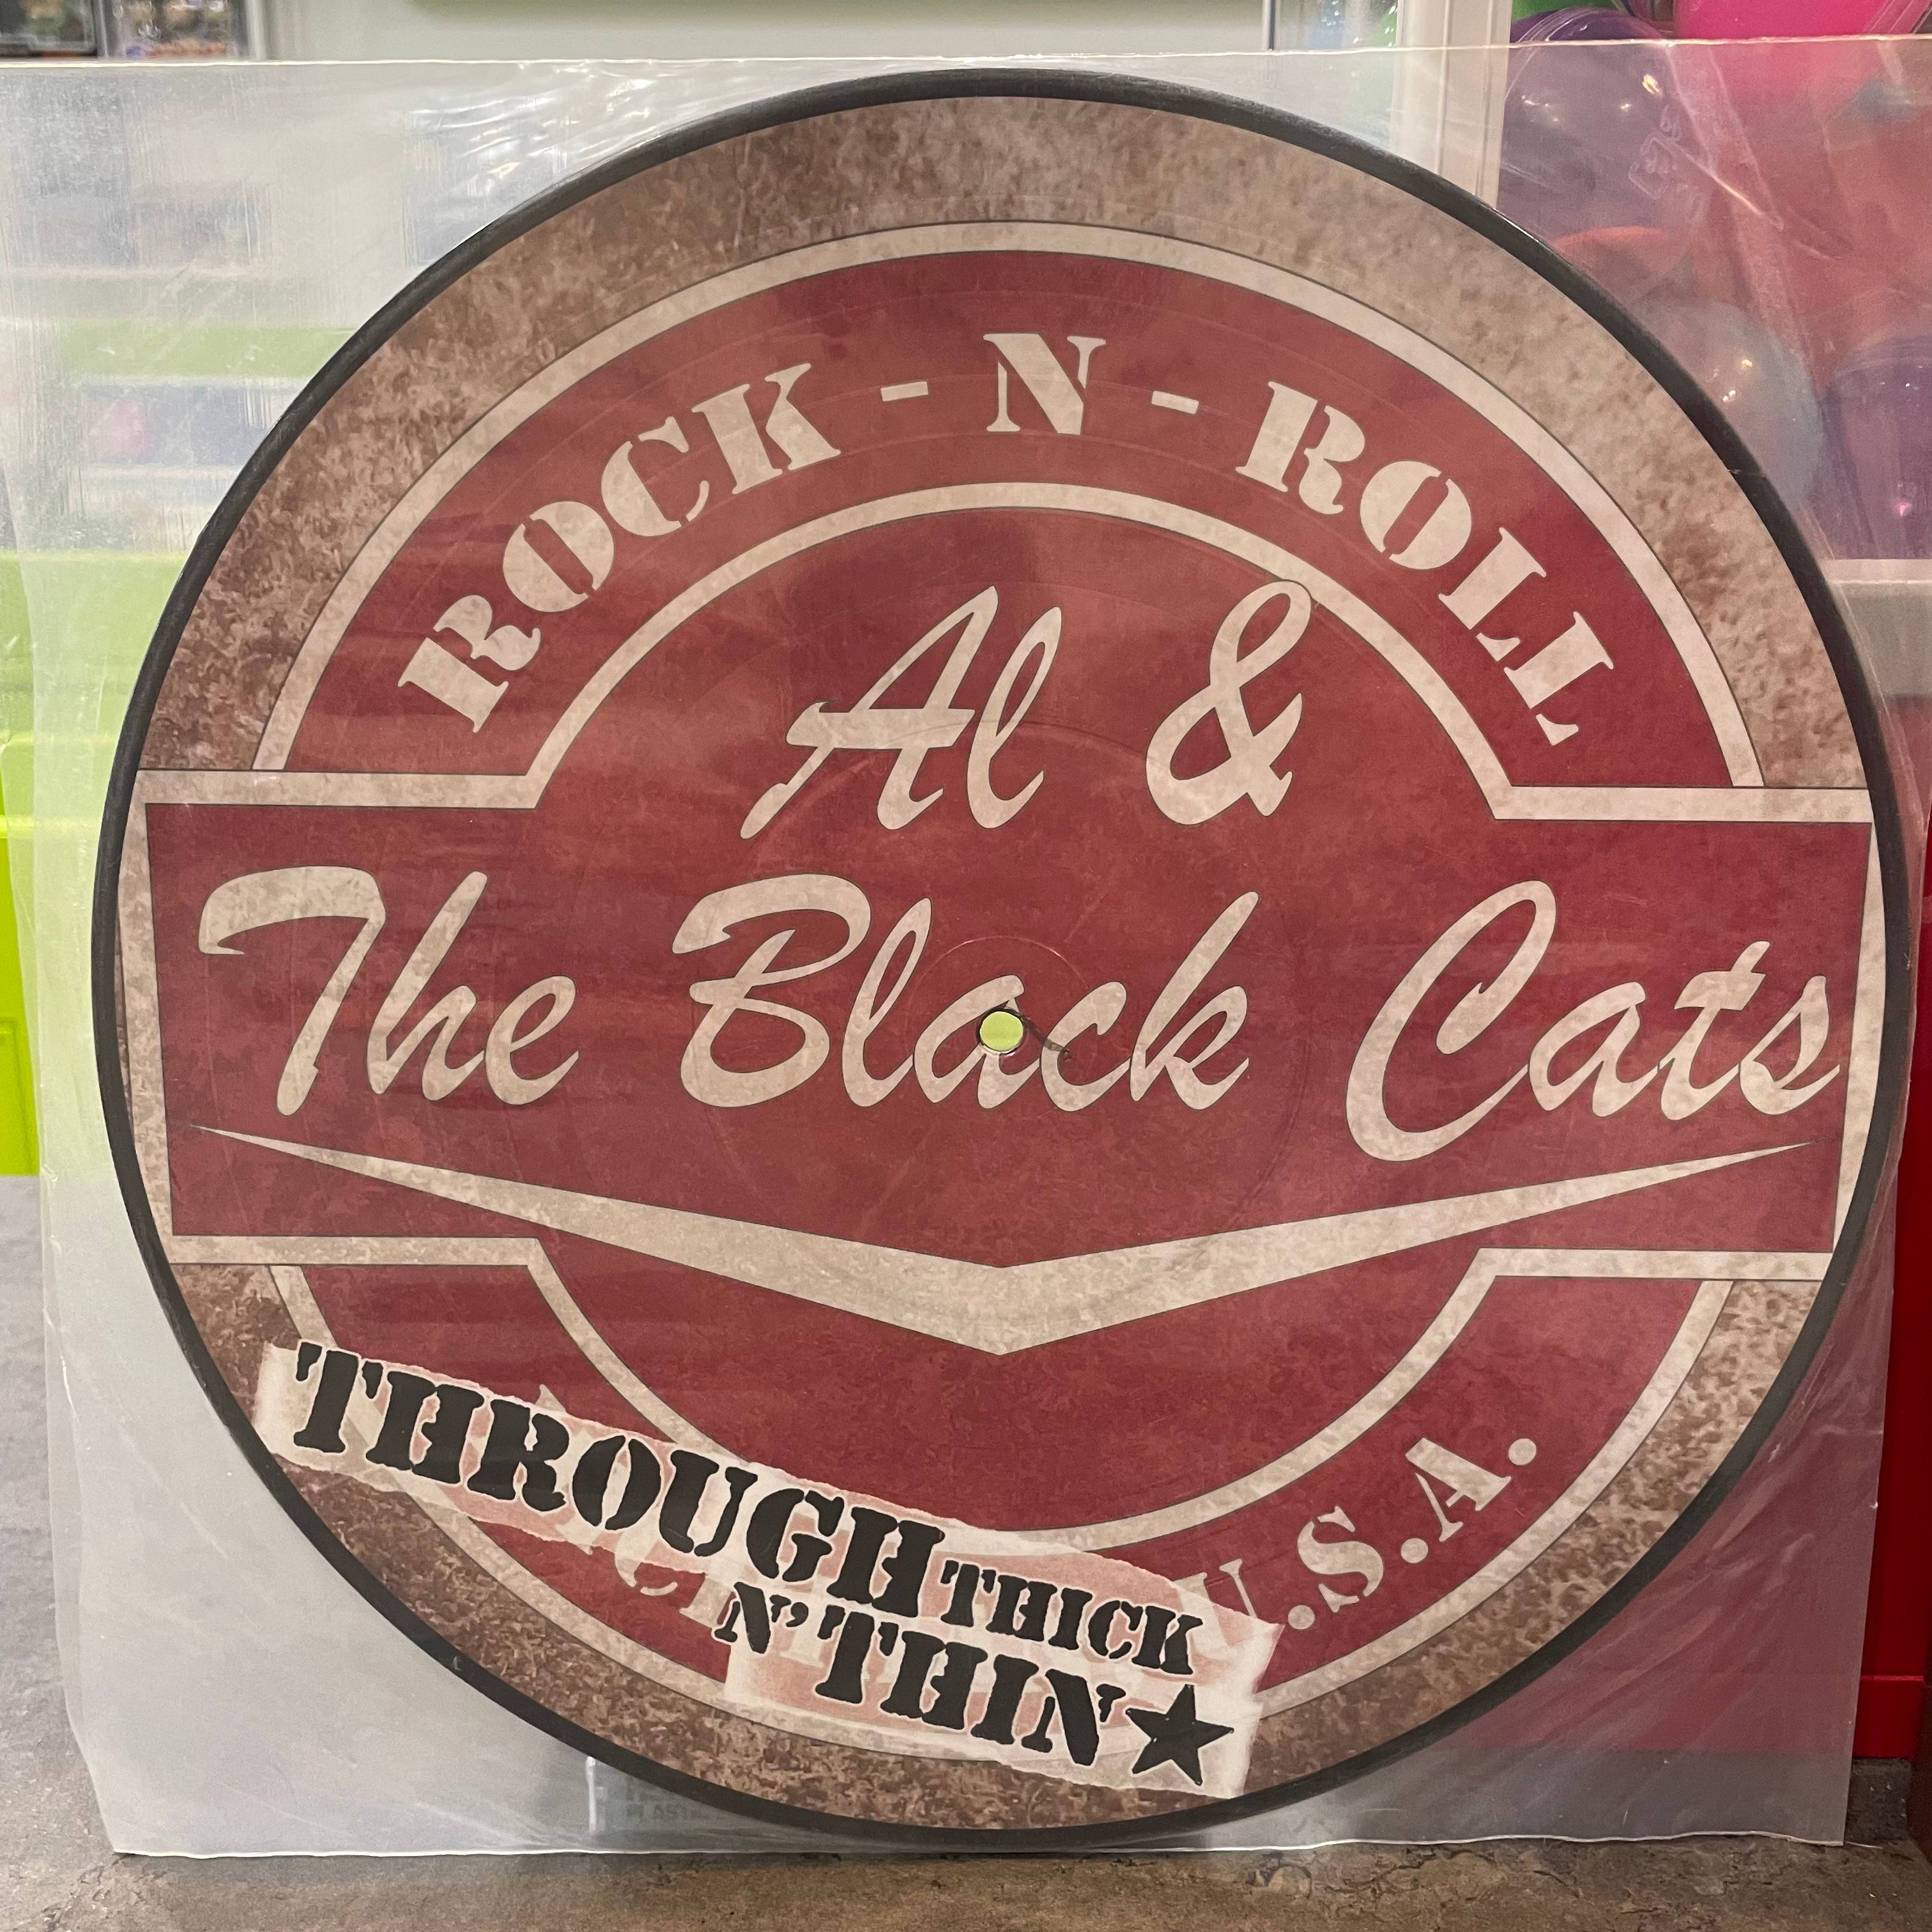 ROCK - N - ROLL
Al &
The Black Cats
U.S.A.
THROUGH THICK
N' THIN